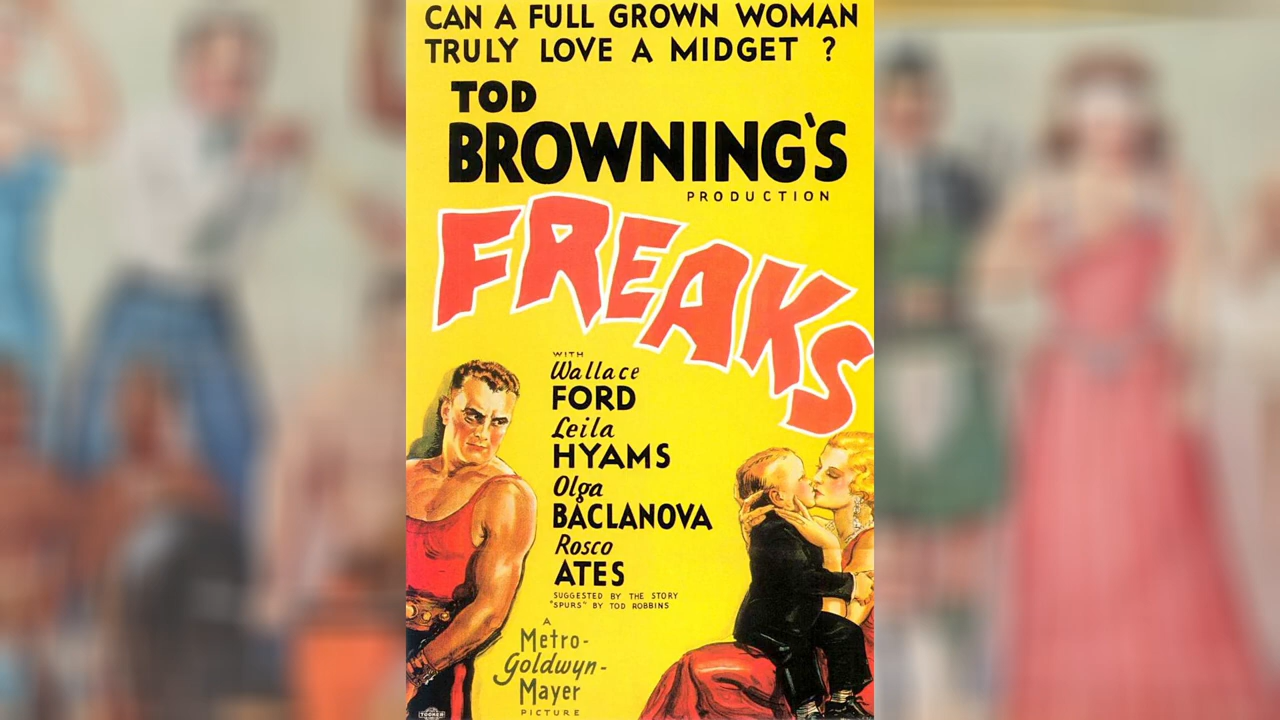 CAN A FULL GROWN WOMAN
TRULY LOVE A MIDGET ?
TOD
BROWNING'S
PRODUCTION
FREAKS
WITH
Wallace
FORD
Leila
HYAMS
Olga
BACLANOVA
Rosco
ATES
SUGGESTED BY THE STORY
"SPURS" BY TOD ROBBINS
A
Metro-
Goldwyn-
Mayer
PICTURE
TOOKER